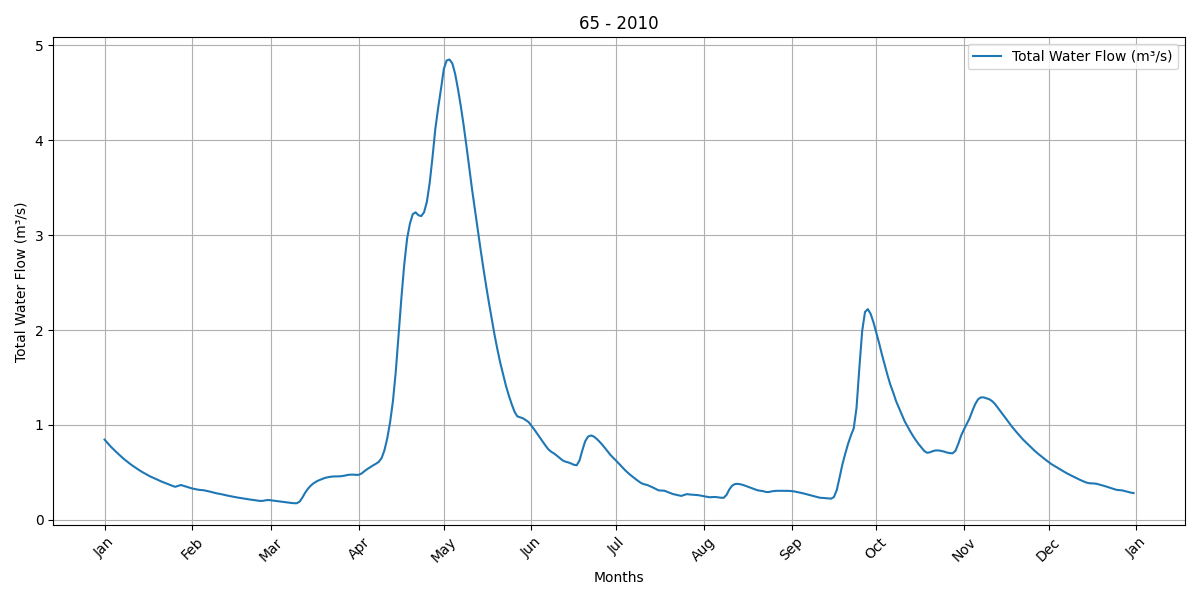 65 - 2010
Total Water Flow (m³/s)
5
4
3
2
1
0
Total Water Flow (m³/s)
Jan
Feb
Mar
Apr
May
Jun
Jul
Aug
Sep
Oct
Nov
Dec
Jan
Months